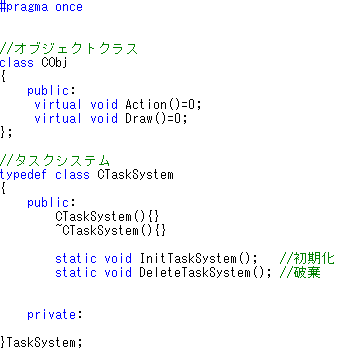 #pragma once
//オブジェクトクラス
class CObj
{
public:
virtual void Action()=0;
virtual void Draw()=0;
};
//タスクシステム
typedef class CTaskSystem
{
public:
CTaskSystem(){}
~CTaskSystem(){}
static void InitTaskSystem(); //初期化
static void DeleteTaskSystem(); //破棄
private:
}TaskSystem;